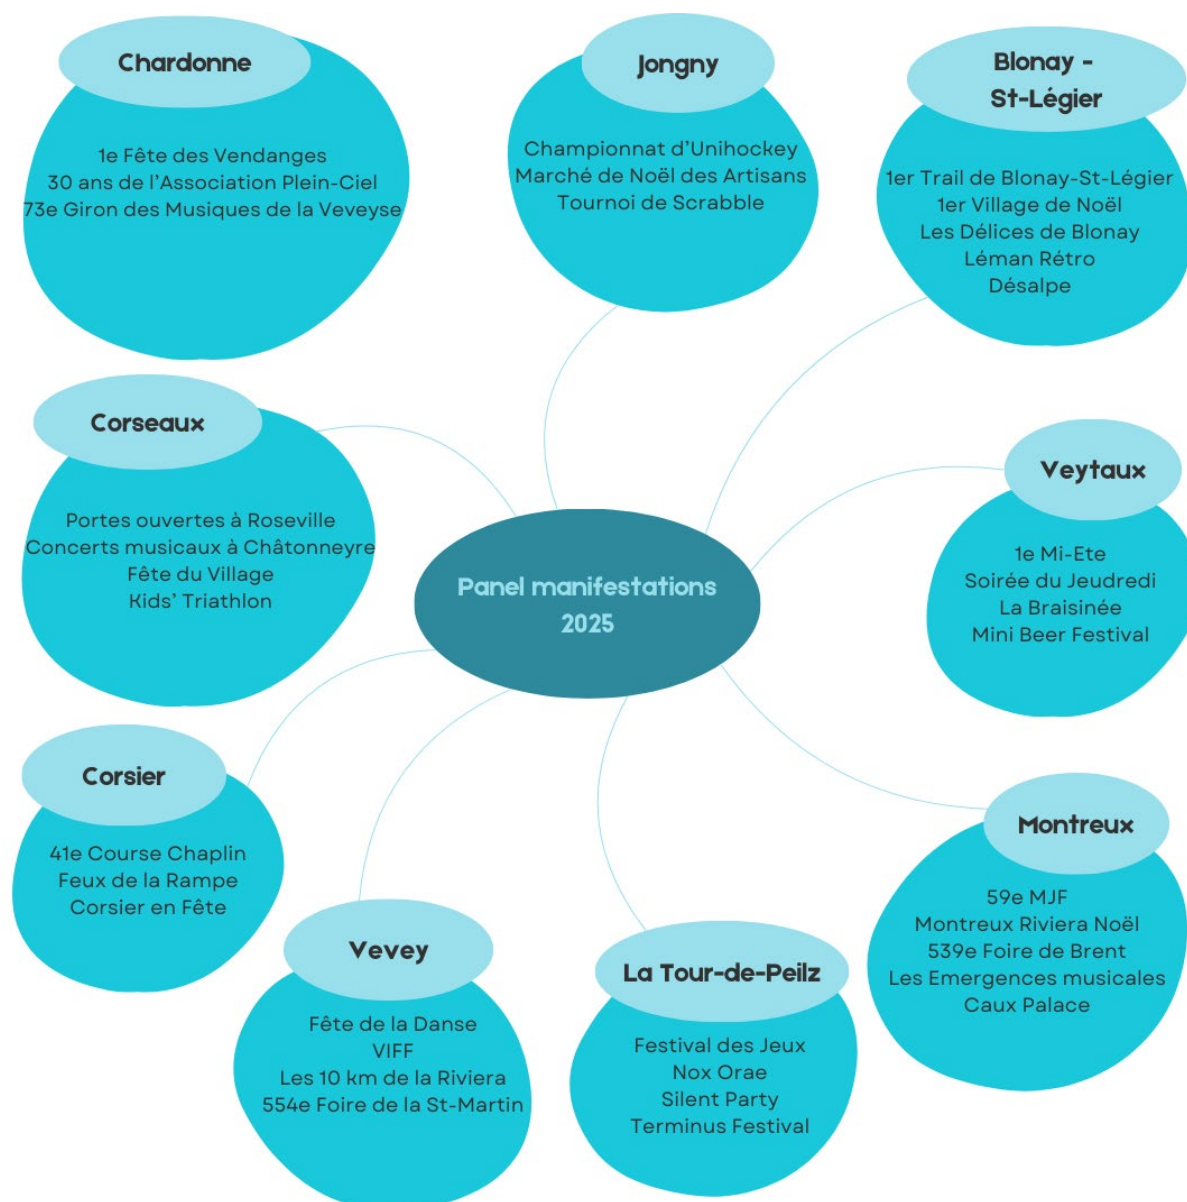 Chardonne
1e Fête des Vendanges
30 ans de l'Association Plein-Ciel
73e Giron des Musiques de la Veveyse
Jongny
Championnat d'Unihockey
Marché de Noël des Artisans
Tournoi de Scrabble
Blonay -
St-Légier
1er Trail de Blonay-St-Légier
1er Village de Noël
Les Délices de Blonay
Léman Rétro
Désalpe
Corseaux
Portes ouvertes à Roseville
Concerts musicaux à Châtonneyre
Fête du Village
Kids' Triathlon
Panel manifestations
2025
Veytaux
1e Mi-Ete
Soirée du Jeudredi
La Braisinée
Mini Beer Festival
Corsier
41e Course Chaplin
Feux de la Rampe
Corsier en Fête
Vevey
Fête de la Danse
VIFF
Les 10 km de la Riviera
554e Foire de la St-Martin
La Tour-de-Peilz
Festival des Jeux
Nox Orae
Silent Party
Terminus Festival
Montreux
59e MJF
Montreux Riviera Noël
539e Foire de Brent
Les Emergences musicales
Caux Palace